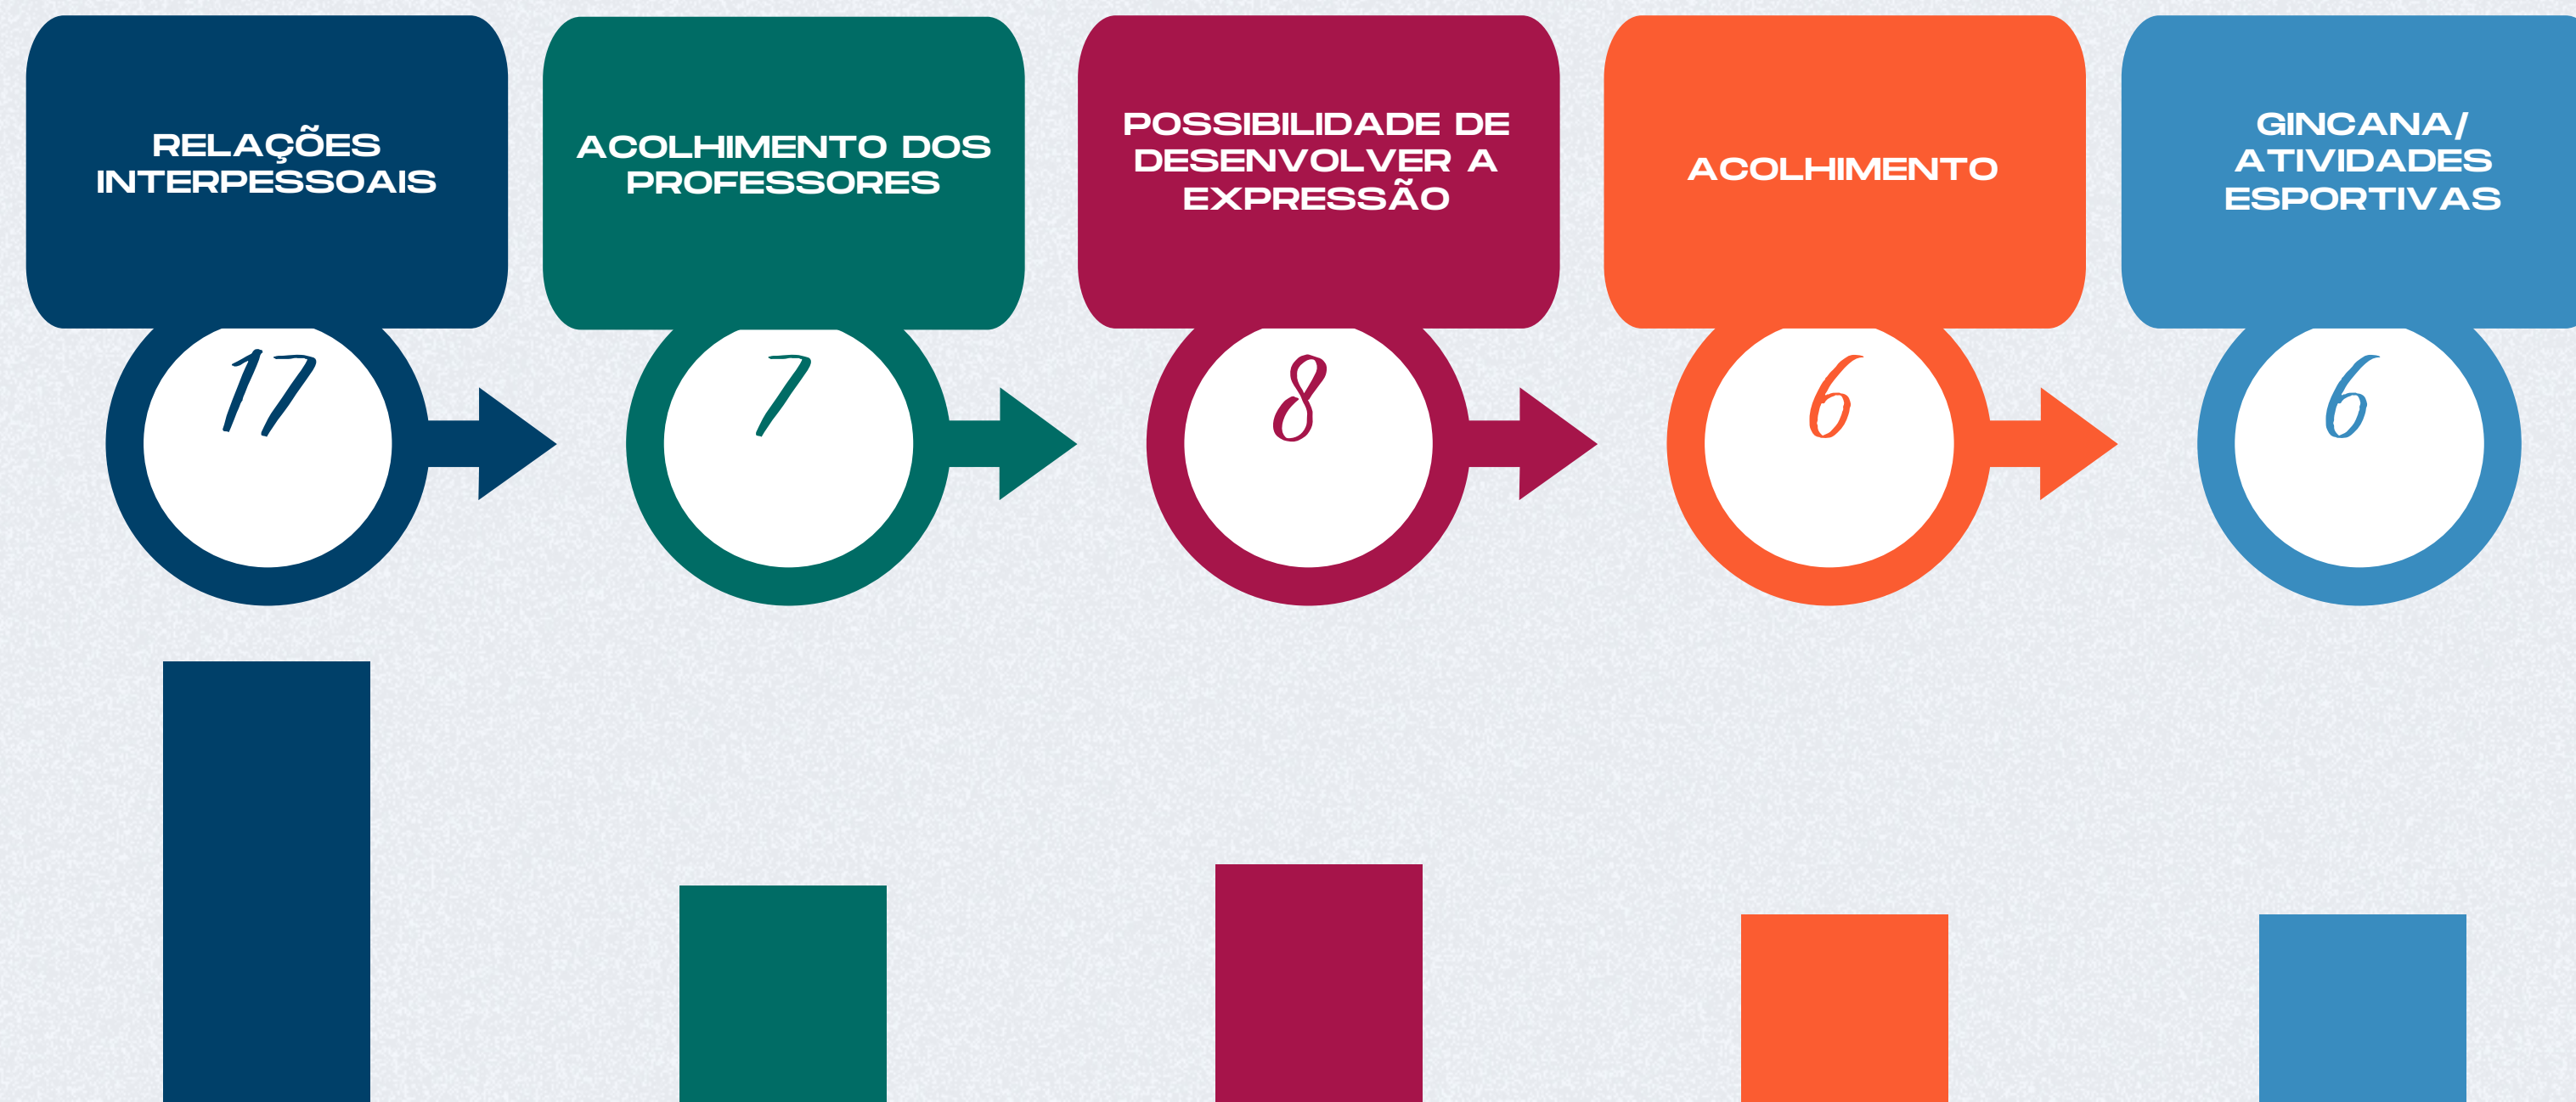 RELAÇÕES
INTERPESSOAIS
17
ACOLHIMENTO DOS
PROFESSORES
7
POSSIBILIDADE DE
DESENVOLVER A
EXPRESSÃO
8
ACOLHIMENTO
6
GINCANA/
ATIVIDADES
ESPORTIVAS
6